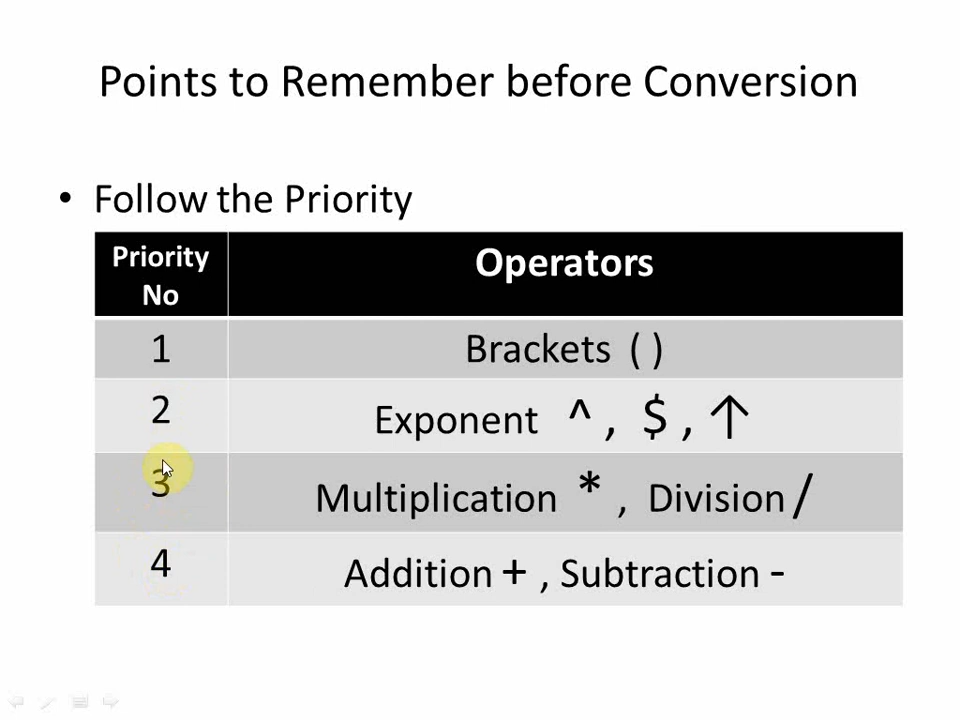 Points to Remember before Conversion
• Follow the Priority
Priority No Operators
1 Brackets ( )
2 Exponent ^ , $ , ↑
3 Multiplication * , Division /
4 Addition + , Subtraction -